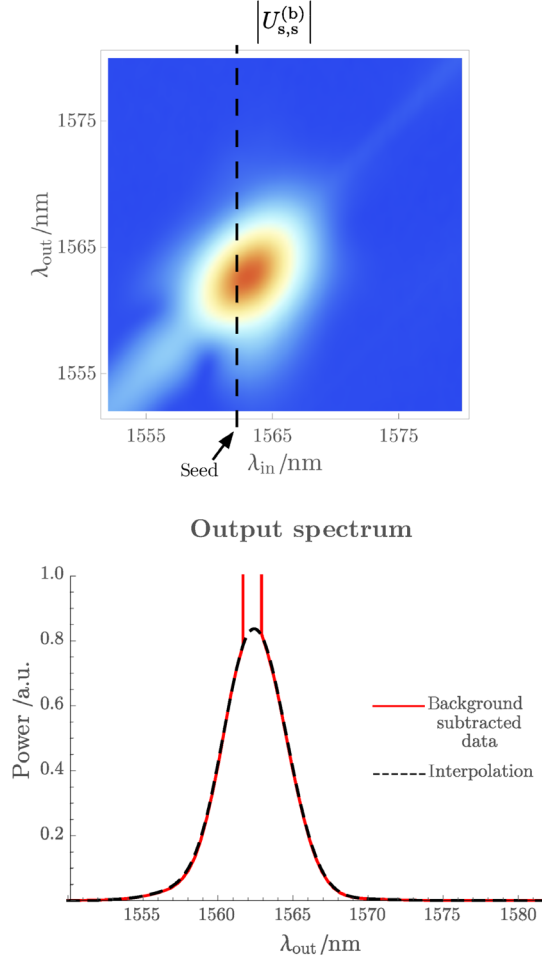 |U_{s,s}^{(b)}|
1577
1565
1555
λ_out/nm
1555 1565 1575
Seed
λ_in/nm
Output spectrum
1.0
0.8
0.6
0.4
0.2
Power /a.u.
Background
subtracted
data
Interpolation
1555 1560 1565 1570 1575 1580
λ_out/nm